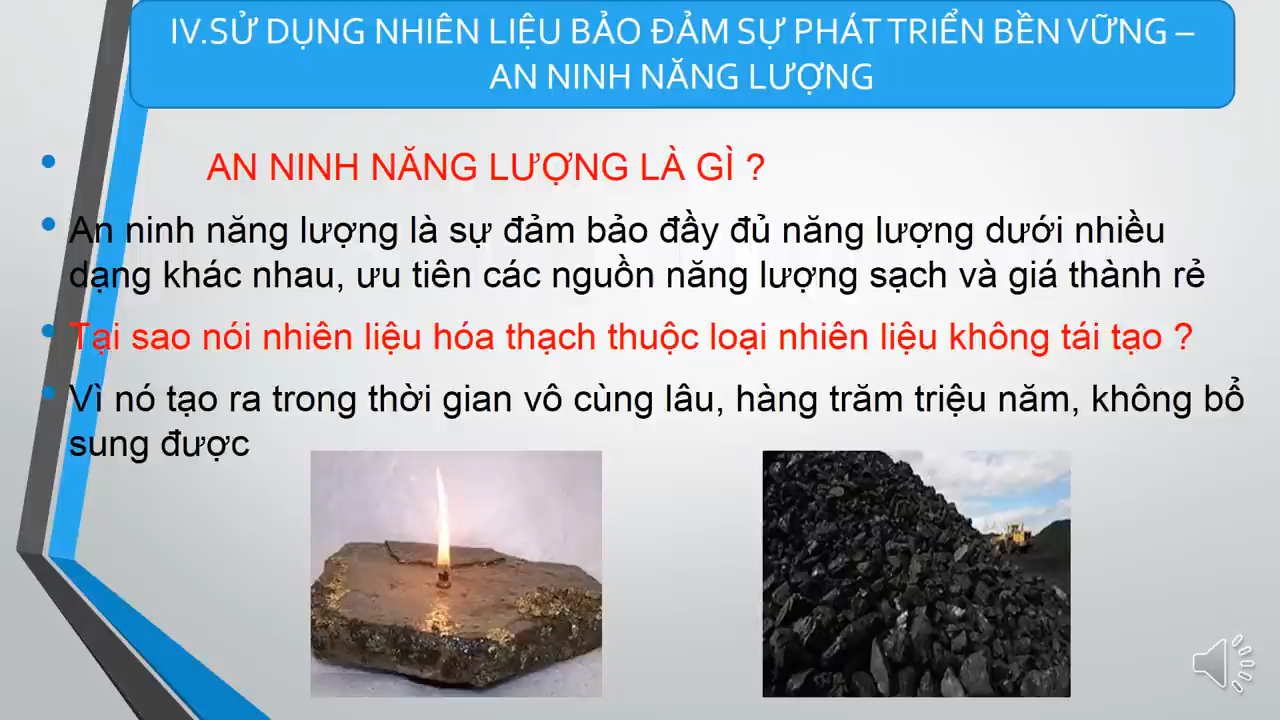 IV.SỬ DỤNG NHIÊN LIỆU BẢO ĐẢM SỰ PHÁT TRIỂN BỀN VỮNG –
AN NINH NĂNG LƯỢNG
AN NINH NĂNG LƯỢNG LÀ GÌ ?
An ninh năng lượng là sự đảm bảo đầy đủ năng lượng dưới nhiều
dạng khác nhau, ưu tiên các nguồn năng lượng sạch và giá thành rẻ
Tại sao nói nhiên liệu hóa thạch thuộc loại nhiên liệu không tái tạo ?
Vì nó tạo ra trong thời gian vô cùng lâu, hàng trăm triệu năm, không bổ
sung được